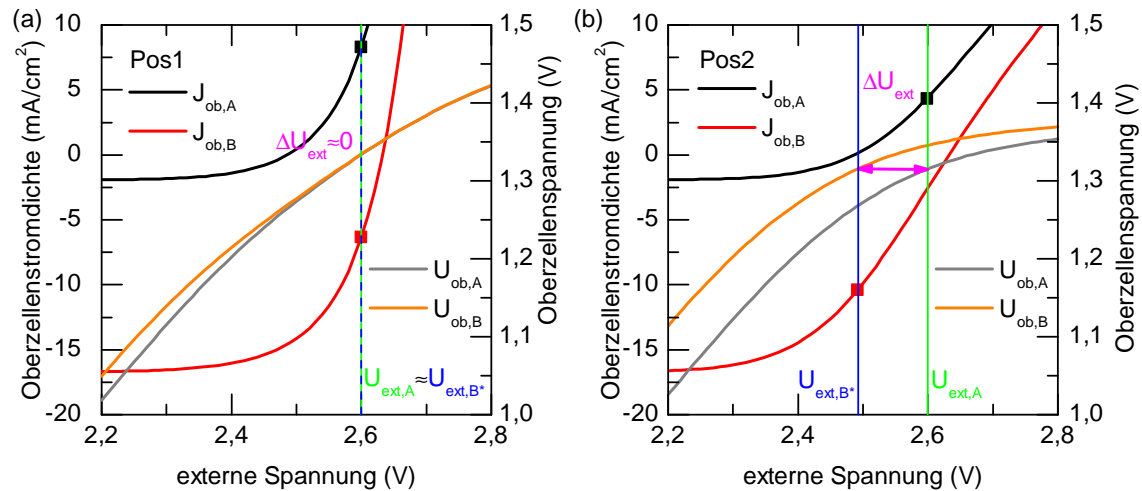 (a)
Pos1
J_ob,A
J_ob,B
ΔU_ext≈0
U_ob,A
U_ob,B
U_ext,A≈U_ext,B*
10
5
0
-5
-10
-15
-20
Oberzellenstromdichte (mA/cm²)
1,5
1,4
1,3
1,2
1,1
1,0
Oberzellenspannung (V)
2,2 2,4 2,6 2,8
externe Spannung (V)
(b)
Pos2
J_ob,A
J_ob,B
ΔU_ext
U_ob,A
U_ob,B
U_ext,B* U_ext,A
10
5
0
-5
-10
-15
-20
Oberzellenstromdichte (mA/cm²)
1,5
1,4
1,3
1,2
1,1
1,0
Oberzellenspannung (V)
2,2 2,4 2,6 2,8
externe Spannung (V)